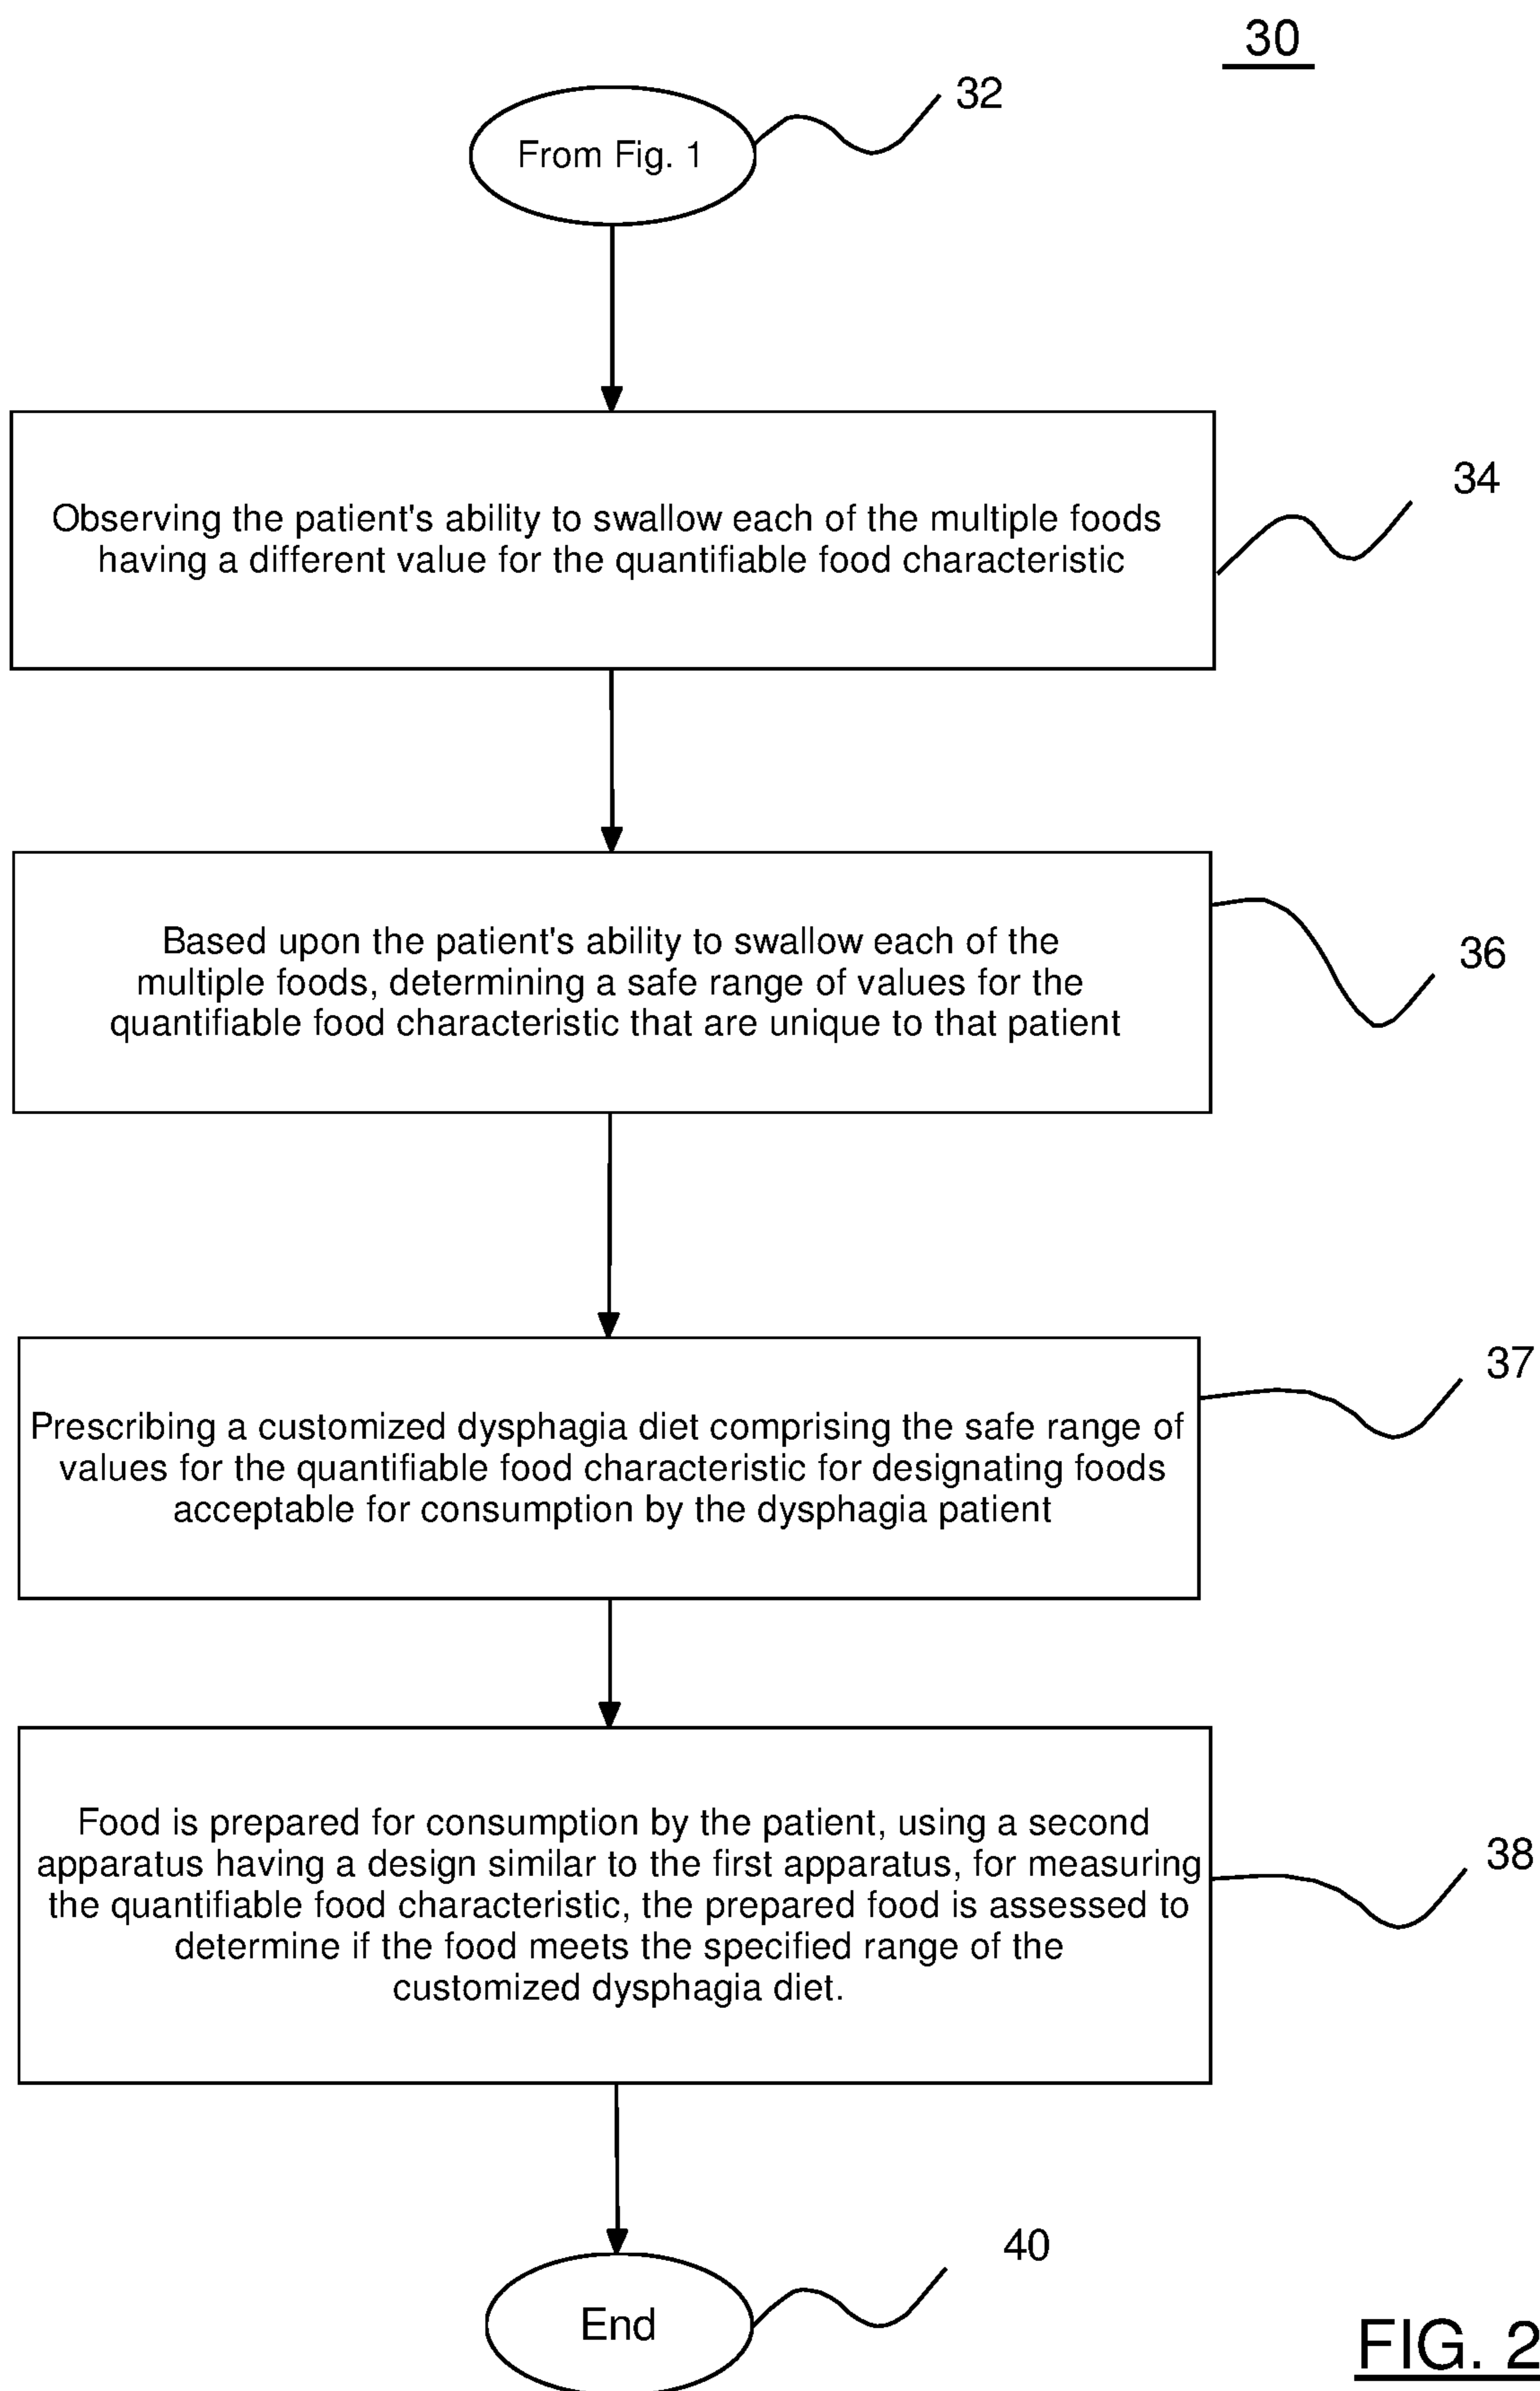 30
32
From Fig. 1
34
Observing the patient's ability to swallow each of the multiple foods
having a different value for the quantifiable food characteristic
36
Based upon the patient's ability to swallow each of the
multiple foods, determining a safe range of values for the
quantifiable food characteristic that are unique to that patient
37
Prescribing a customized dysphagia diet comprising the safe range of
values for the quantifiable food characteristic for designating foods
acceptable for consumption by the dysphagia patient
38
Food is prepared for consumption by the patient, using a second
apparatus having a design similar to the first apparatus, for measuring
the quantifiable food characteristic, the prepared food is assessed to
determine if the food meets the specified range of the
customized dysphagia diet.
40
End
FIG. 2